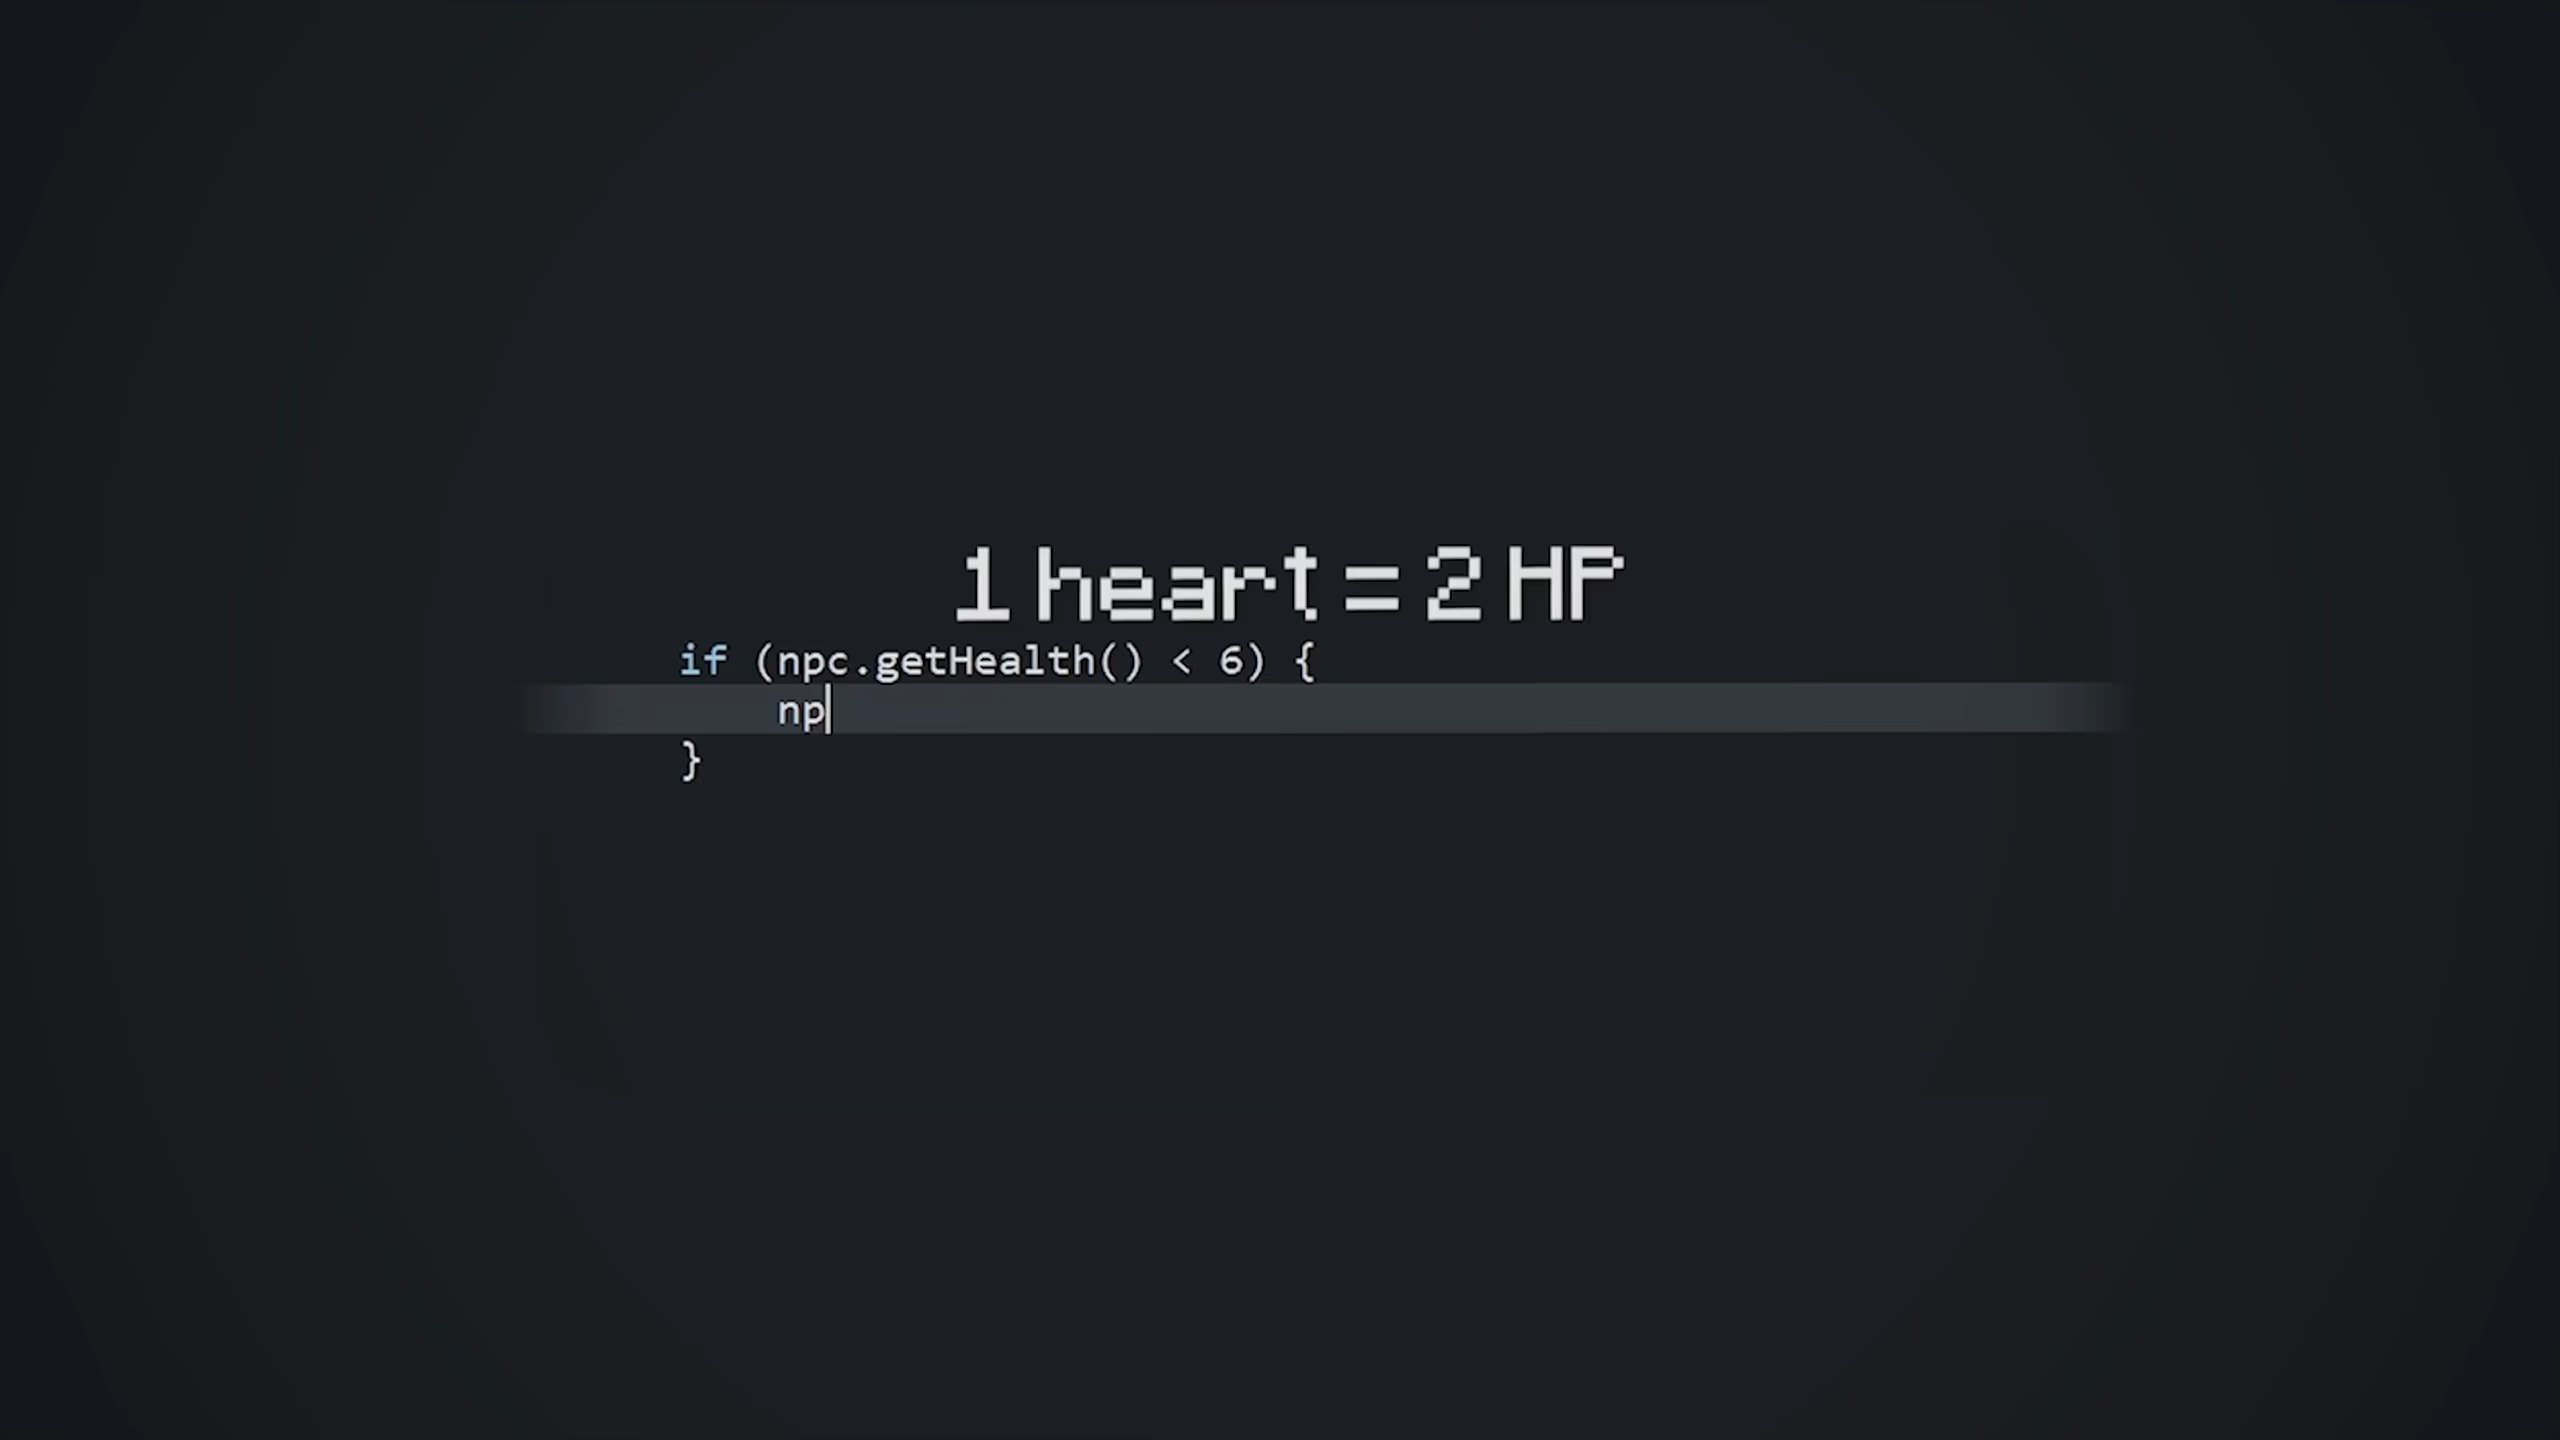 1 heart = 2 HP
if (npc.getHealth() < 6) {
    np
}